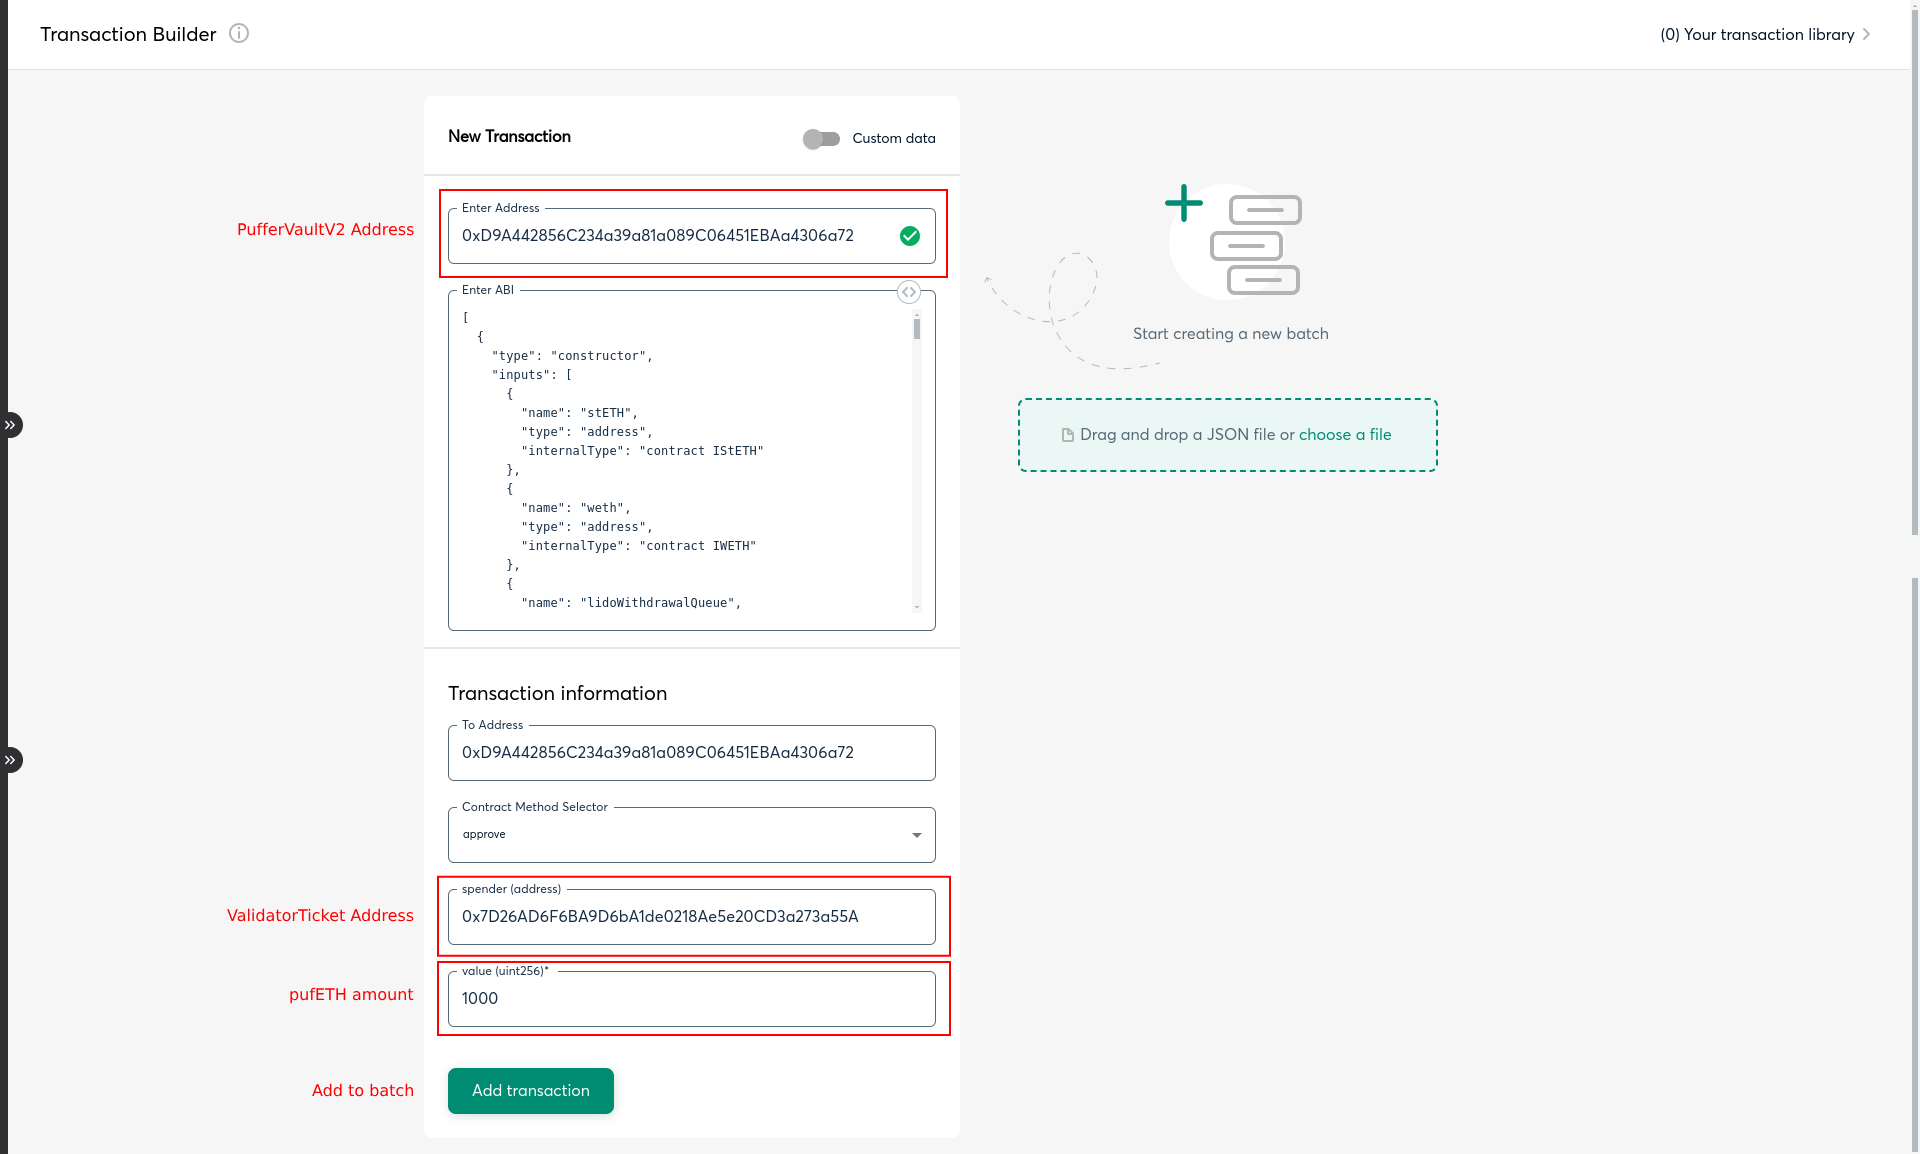 Transaction Builder
(0) Your transaction library
New Transaction
Custom data
PufferVaultV2 Address
Enter Address
0xD9A442856C234a39a81a089C06451EBAa4306a72
Enter ABI
[
{
"type": "constructor",
"inputs": [
{
"name": "stETH",
"type": "address",
"internalType": "contract IStETH"
},
{
"name": "weth",
"type": "address",
"internalType": "contract IWETH"
},
{
"name": "lidoWithdrawalQueue",
Start creating a new batch
Drag and drop a JSON file or choose a file
Transaction information
To Address
0xD9A442856C234a39a81a089C06451EBAa4306a72
Contract Method Selector
approve
ValidatorTicket Address
spender (address)
0x7D26AD6F6BA9D6bA1de0218Ae5e20CD3a273a55A
pufETH amount
value (uint256)*
1000
Add to batch
Add transaction